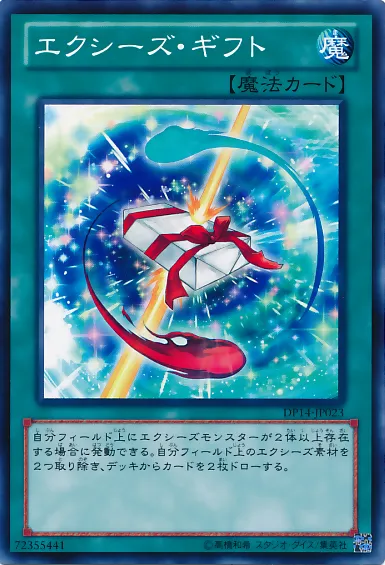 エクシーズ・ギフト
魔
【魔法カード】
DP14-JP023
自分フィールド上にエクシーズモンスターが２体以上存在
する場合に発動できる。自分フィールド上のエクシーズ素材を
２つ取り除き、デッキからカードを２枚ドローする。
72355441
©高橋和希 スタジオ・ダイス/集英社